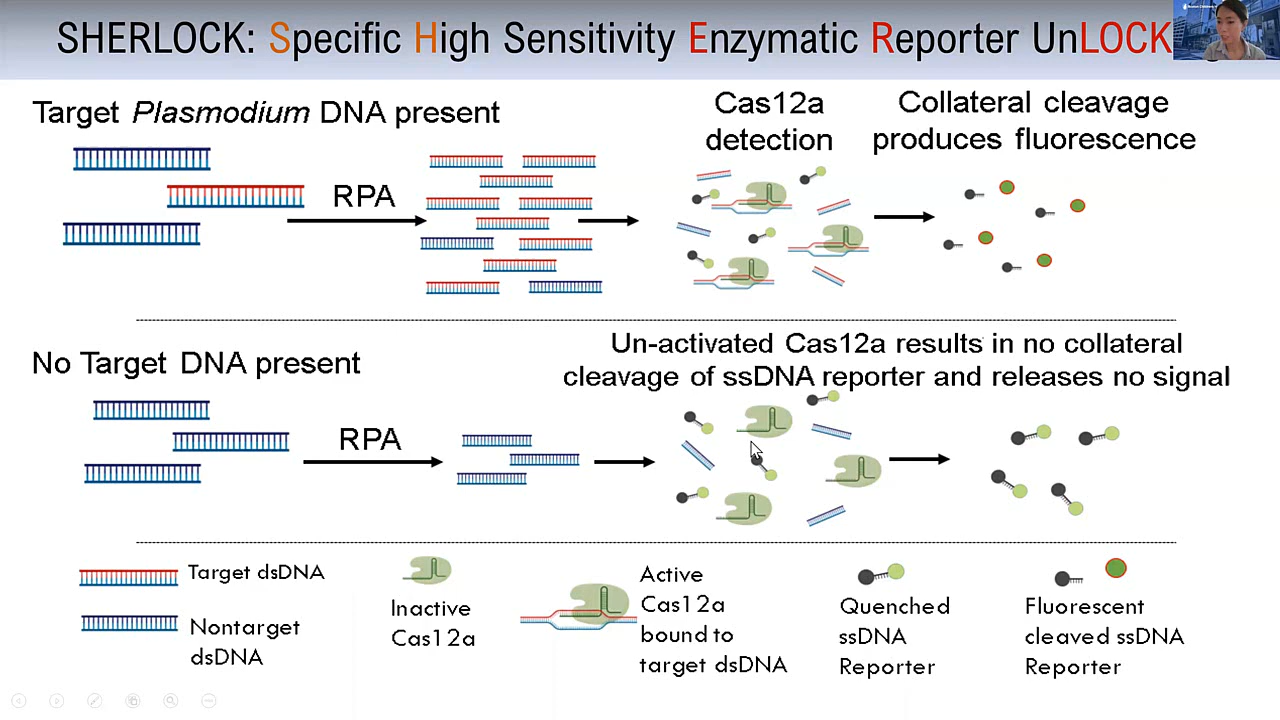 SHERLOCK: Specific High Sensitivity Enzymatic Reporter UnLOCK
Target Plasmodium DNA present
RPA
Cas12a
detection
Collateral cleavage
produces fluorescence
No Target DNA present
RPA
Un-activated Cas12a results in no collateral
cleavage of ssDNA reporter and releases no signal
Target dsDNA
Nontarget
dsDNA
Inactive
Cas12a
Active
Cas12a
bound to
target dsDNA
Quenched
ssDNA
Reporter
Fluorescent
cleaved ssDNA
Reporter